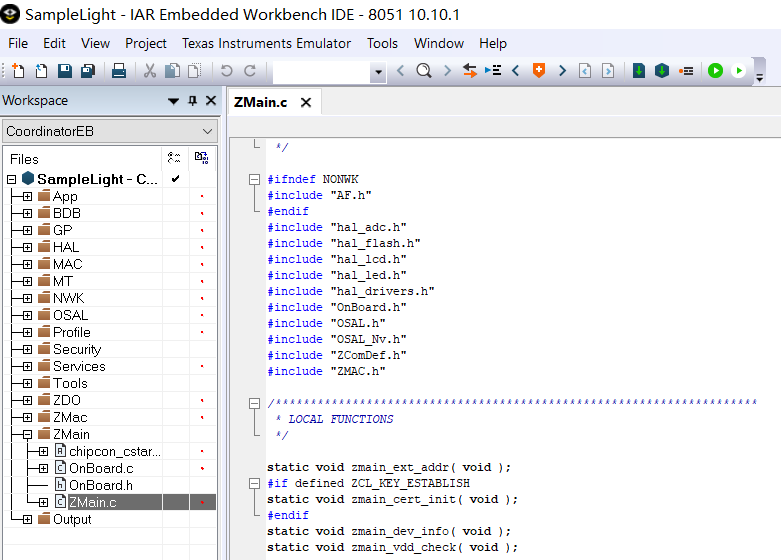 SampleLight - IAR Embedded Workbench IDE - 8051 10.10.1
File Edit View Project Texas Instruments Emulator Tools Window Help
Workspace
CoordinatorEB
Files
SampleLight - C...
App
BDB
GP
HAL
MAC
MT
NWK
OSAL
Profile
Security
Services
Tools
ZDO
ZMac
ZMain
chipcon_cstar...
OnBoard.c
OnBoard.h
ZMain.c
Output
ZMain.c
*/
#ifndef NONWK
#include "AF.h"
#endif
#include "hal_adc.h"
#include "hal_flash.h"
#include "hal_lcd.h"
#include "hal_led.h"
#include "hal_drivers.h"
#include "OnBoard.h"
#include "OSAL.h"
#include "OSAL_Nv.h"
#include "ZComDef.h"
#include "ZMAC.h"
/*********************************************************************
* LOCAL FUNCTIONS
*/
static void zmain_ext_addr( void );
#if defined ZCL_KEY_ESTABLISH
static void zmain_cert_init( void );
#endif
static void zmain_dev_info( void );
static void zmain_vdd_check( void );